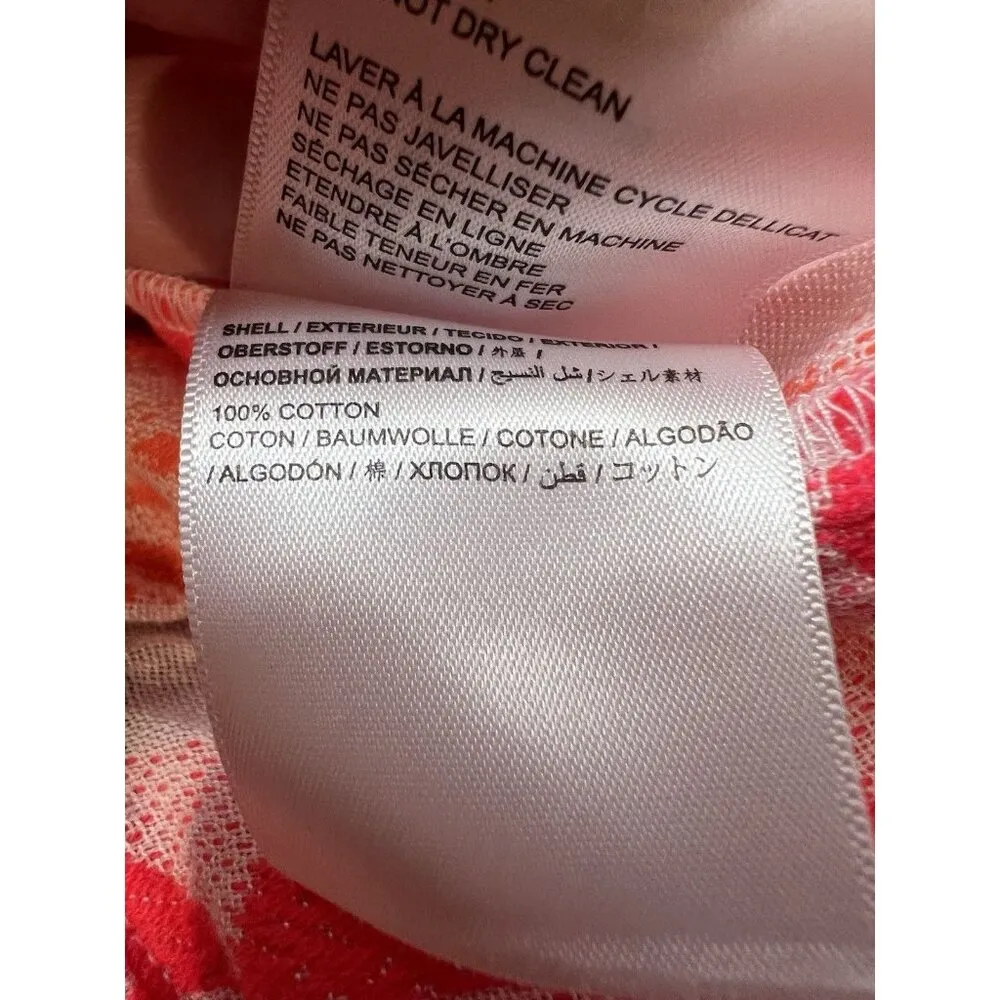 NOT DRY CLEAN
LAVER À LA MACHINE CYCLE DELLICAT
NE PAS JAVELLISER
NE PAS SÉCHER EN MACHINE
SÉCHAGE EN LIGNE
ETENDRE À L'OMBRE
FAIBLE TENEUR EN FER
NE PAS NETTOYER À SEC
SHELL / EXTERIEUR / TECIDO / EXTERIOR /
OBERSTOFF / ESTORNO / 外层 /
ОСНОВНОЙ МАТЕРИАЛ / شل النسيج / シェル素材
100% COTTON
COTON / BAUMWOLLE / COTONE / ALGODÃO
/ ALGODÓN / 棉 / ХЛОПОК / قطن / コットン